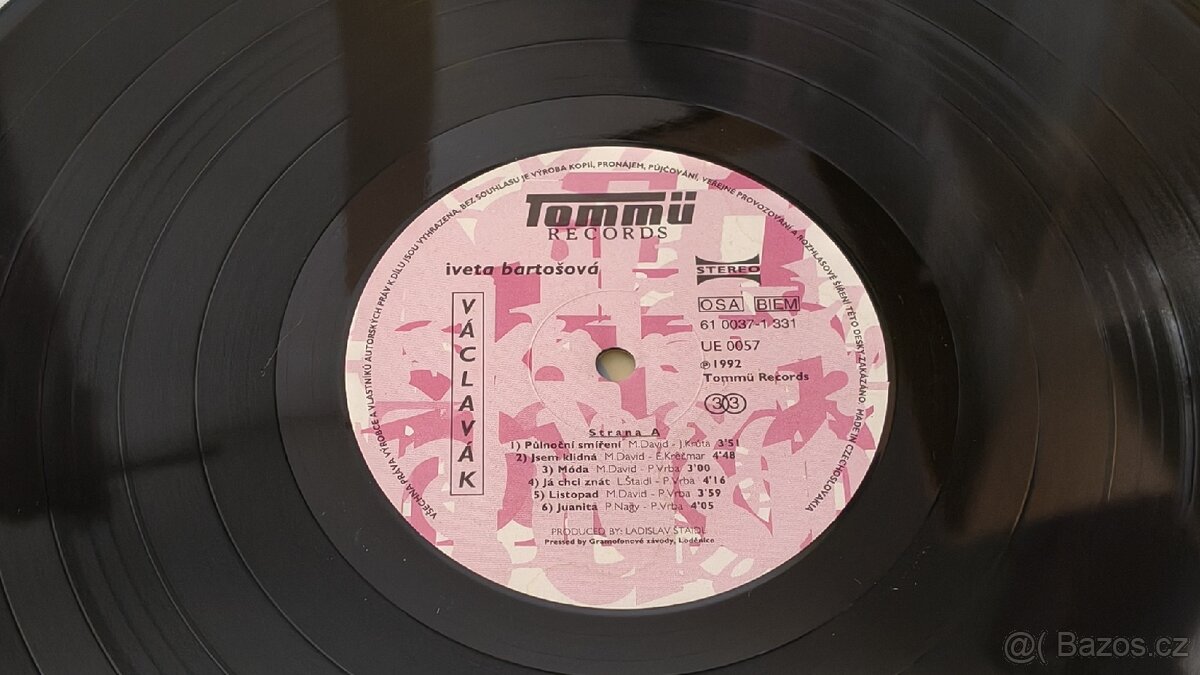 VŠECHNA PRÁVA VÝROBCE A VLASTNÍKŮ AUTORSKÝCH PRÁV K DÍLU JSOU VYHRAZENA, BEZ SOUHLASU JE VÝROBA KOPIÍ, PRONÁJEM, PŮJČOVÁNÍ, VEŘEJNÉ PROVOZOVÁNÍ A ROZHLASOVÉ ŠÍŘENÍ TÉTO DESKY ZAKÁZÁNO. MADE IN CZECHOSLOVAKIA
Tommü
RECORDS
iveta bartošová
STEREO
VÁCLAVÁK
OSA BIEM
61 0037-1 331
UE 0057
℗ 1992
Tommü Records
33
Strana A
1) Půlnoční smíření M.David - J.Krůta 3'51
2) Jsem klidná M.David - E.Krečmar 4'48
3) Móda M.David - P.Vrba 3'00
4) Já chci znát L.Štaidl - P.Vrba 4'16
5) Listopad M.David - P.Vrba 3'59
6) Juanita P.Nagy - P.Vrba 4'05
PRODUCED BY: LADISLAV ŠTAIDL
Pressed by Gramofonové závody, Loděnice
@( Bazos.cz